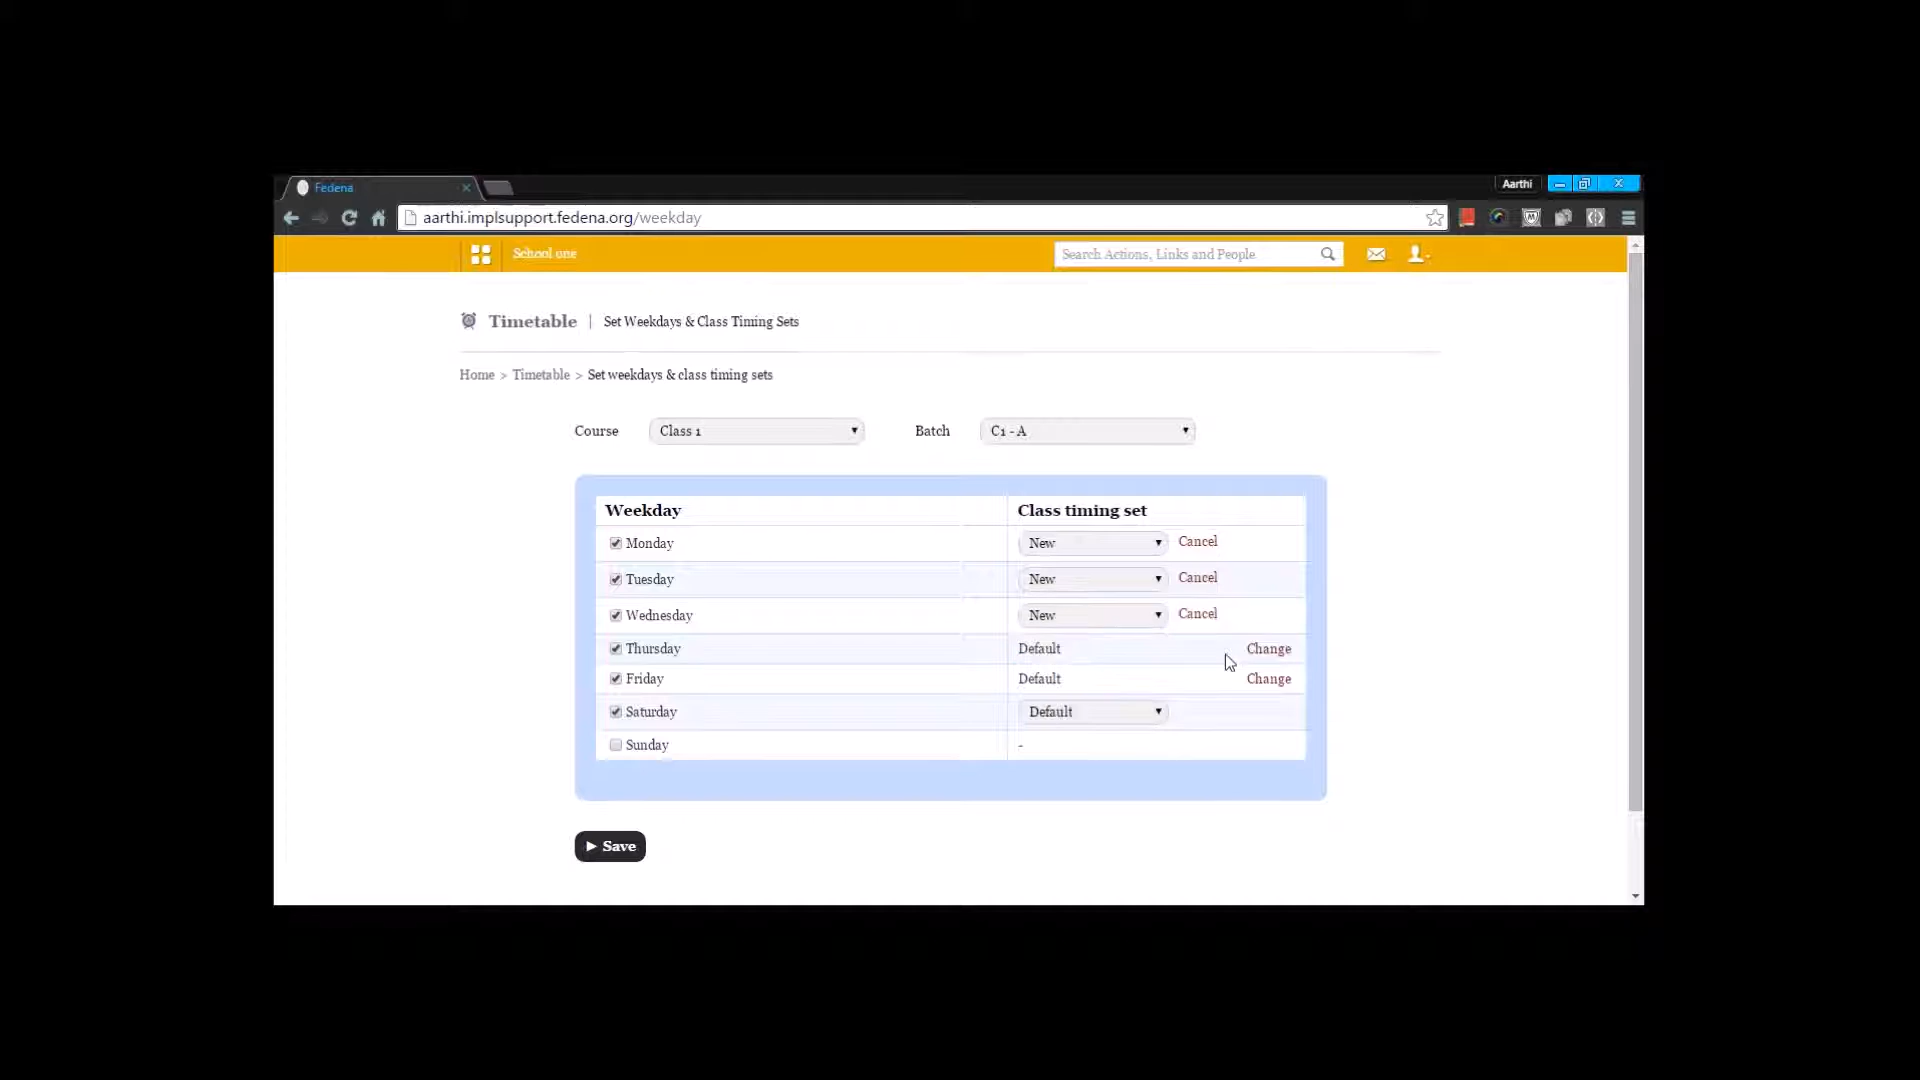 Fedena
Aarthi
aarthi.implsupport.fedena.org/weekday
School one
Search Actions, Links and People
Timetable | Set Weekdays & Class Timing Sets
Home > Timetable > Set weekdays & class timing sets
Course Class 1 Batch C1 - A
Weekday Class timing set
Monday New Cancel
Tuesday New Cancel
Wednesday New Cancel
Thursday Default Change
Friday Default Change
Saturday Default
Sunday -
Save